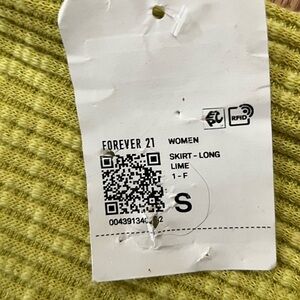 RFID
FOREVER 21
WOMEN
SKIRT - LONG
LIME
1 - F
S